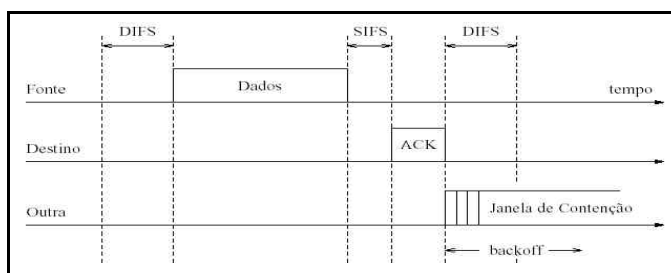 DIFS SIFS DIFS
Dados
Fonte tempo
ACK
Destino
Janela de Contenção
Outra
backoff